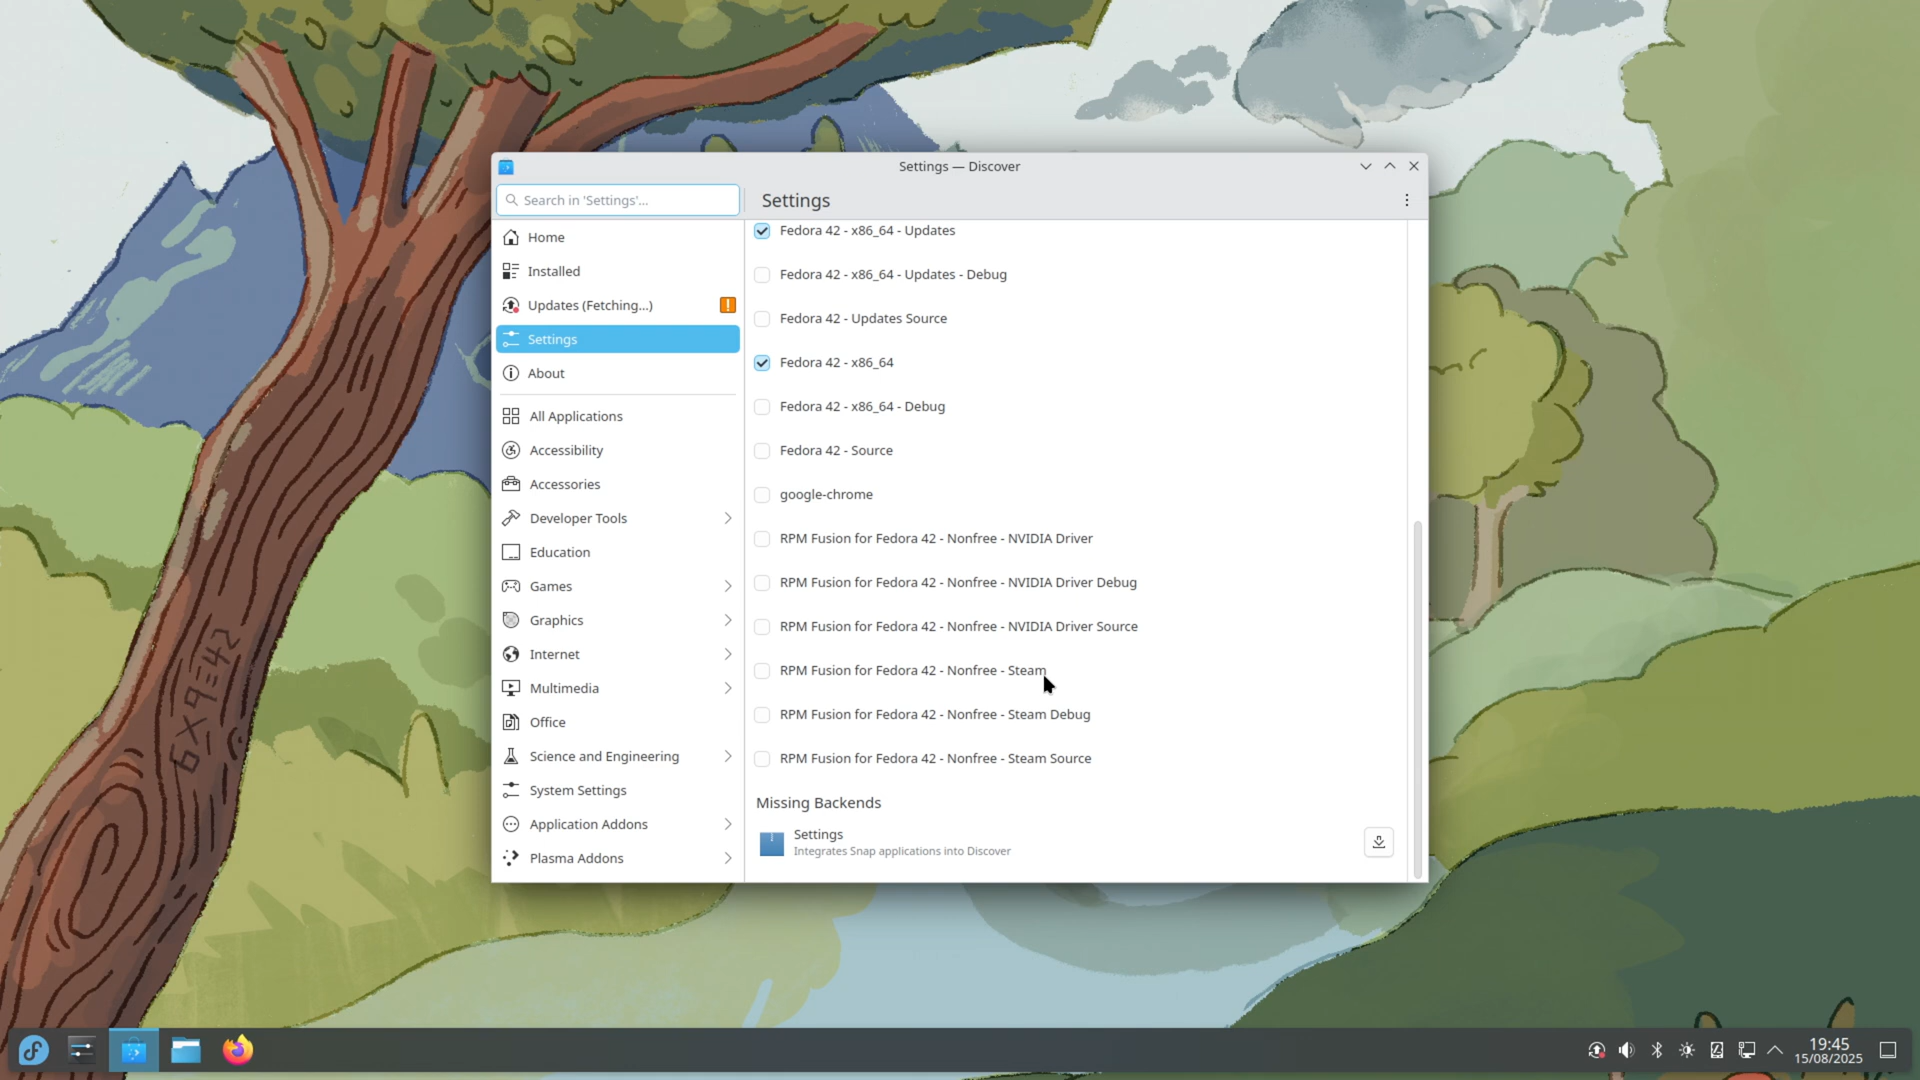 Settings — Discover
Search in 'Settings'...
Settings
Home
Installed
Updates (Fetching...)
Settings
About
All Applications
Accessibility
Accessories
Developer Tools
Education
Games
Graphics
Internet
Multimedia
Office
Science and Engineering
System Settings
Application Addons
Plasma Addons
Fedora 42 - x86_64 - Updates
Fedora 42 - x86_64 - Updates - Debug
Fedora 42 - Updates Source
Fedora 42 - x86_64
Fedora 42 - x86_64 - Debug
Fedora 42 - Source
google-chrome
RPM Fusion for Fedora 42 - Nonfree - NVIDIA Driver
RPM Fusion for Fedora 42 - Nonfree - NVIDIA Driver Debug
RPM Fusion for Fedora 42 - Nonfree - NVIDIA Driver Source
RPM Fusion for Fedora 42 - Nonfree - Steam
RPM Fusion for Fedora 42 - Nonfree - Steam Debug
RPM Fusion for Fedora 42 - Nonfree - Steam Source
Missing Backends
Settings
Integrates Snap applications into Discover
6×9=42
19:45
15/08/2025